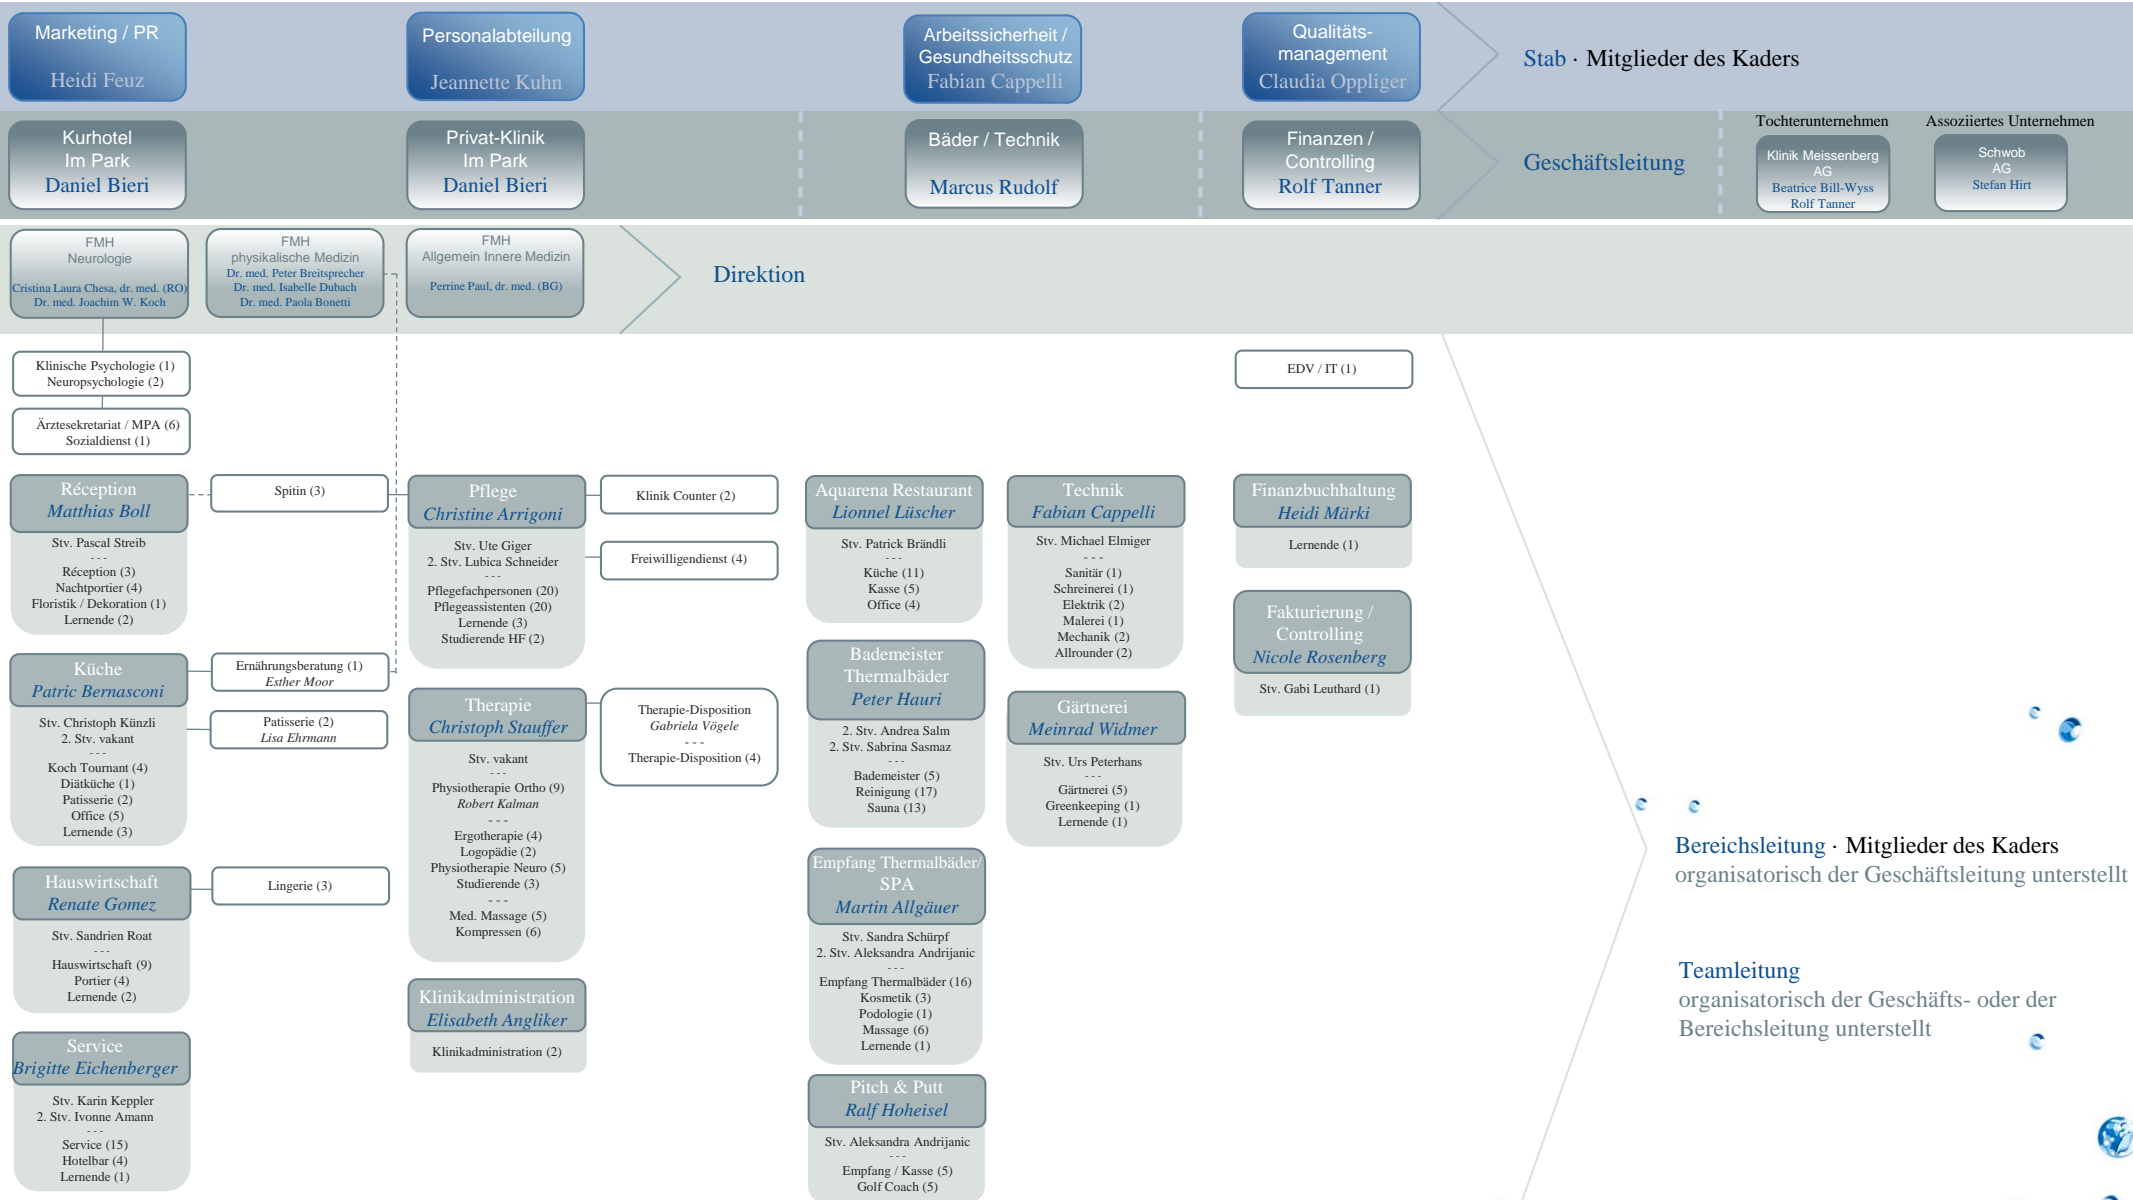 Marketing / PR
Heidi Feuz
Personalabteilung
Jeannette Kuhn
Arbeitssicherheit /
Gesundheitsschutz
Fabian Cappelli
Qualitäts-
management
Claudia Oppliger
Stab · Mitglieder des Kaders
Kurhotel
Im Park
Daniel Bieri
Privat-Klinik
Im Park
Daniel Bieri
Bäder / Technik
Marcus Rudolf
Finanzen /
Controlling
Rolf Tanner
Geschäftsleitung
Tochterunternehmen
Klinik Meissenberg
AG
Beatrice Bill-Wyss
Rolf Tanner
Assoziiertes Unternehmen
Schwob
AG
Stefan Hirt
FMH
Neurologie
Cristina Laura Chesa, dr. med. (RO)
Dr. med. Joachim W. Koch
FMH
physikalische Medizin
Dr. med. Peter Breitsprecher
Dr. med. Isabelle Dubach
Dr. med. Paola Bonetti
FMH
Allgemein Innere Medizin
Perrine Paul, dr. med. (BG)
Direktion
Klinische Psychologie (1)
Neuropsychologie (2)
Ärztesekretariat / MPA (6)
Sozialdienst (1)
EDV / IT (1)
Réception
Matthias Boll
Stv. Pascal Streib
- - -
Réception (3)
Nachtportier (4)
Floristik / Dekoration (1)
Lernende (2)
Spitin (3)
Küche
Patric Bernasconi
Stv. Christoph Künzli
2. Stv. vakant
- - -
Koch Tournant (4)
Diätküche (1)
Patisserie (2)
Office (5)
Lernende (3)
Ernährungsberatung (1)
Esther Moor
Patisserie (2)
Lisa Ehrmann
Hauswirtschaft
Renate Gomez
Stv. Sandrien Roat
- - -
Hauswirtschaft (9)
Portier (4)
Lernende (2)
Lingerie (3)
Service
Brigitte Eichenberger
Stv. Karin Keppler
2. Stv. Ivonne Amann
- - -
Service (15)
Hotelbar (4)
Lernende (1)
Pflege
Christine Arrigoni
Stv. Ute Giger
2. Stv. Lubica Schneider
- - -
Pflegefachpersonen (20)
Pflegeassistenten (20)
Lernende (3)
Studierende HF (2)
Klinik Counter (2)
Freiwilligendienst (4)
Therapie
Christoph Stauffer
Stv. vakant
- - -
Physiotherapie Ortho (9)
Robert Kalman
- - -
Ergotherapie (4)
Logopädie (2)
Physiotherapie Neuro (5)
Studierende (3)
- - -
Med. Massage (5)
Kompressen (6)
Therapie-Disposition
Gabriela Vögele
- - -
Therapie-Disposition (4)
Klinikadministration
Elisabeth Angliker
Klinikadministration (2)
Aquarena Restaurant
Lionnel Lüscher
Stv. Patrick Brändli
- - -
Küche (11)
Kasse (5)
Office (4)
Bademeister
Thermalbäder
Peter Hauri
2. Stv. Andrea Salm
2. Stv. Sabrina Sasmaz
- - -
Bademeister (5)
Reinigung (17)
Sauna (13)
Empfang Thermalbäder/
SPA
Martin Allgäuer
Stv. Sandra Schürpf
2. Stv. Aleksandra Andrijanic
- - -
Empfang Thermalbäder (16)
Kosmetik (3)
Podologie (1)
Massage (6)
Lernende (1)
Pitch & Putt
Ralf Hoheisel
Stv. Aleksandra Andrijanic
- - -
Empfang / Kasse (5)
Golf Coach (5)
Technik
Fabian Cappelli
Stv. Michael Elmiger
- - -
Sanitär (1)
Schreinerei (1)
Elektrik (2)
Malerei (1)
Mechanik (2)
Allrounder (2)
Gärtnerei
Meinrad Widmer
Stv. Urs Peterhans
- - -
Gärtnerei (5)
Greenkeeping (1)
Lernende (1)
Finanzbuchhaltung
Heidi Märki
Lernende (1)
Fakturierung /
Controlling
Nicole Rosenberg
Stv. Gabi Leuthard (1)
Bereichsleitung · Mitglieder des Kaders
organisatorisch der Geschäftsleitung unterstellt
Teamleitung
organisatorisch der Geschäfts- oder der
Bereichsleitung unterstellt